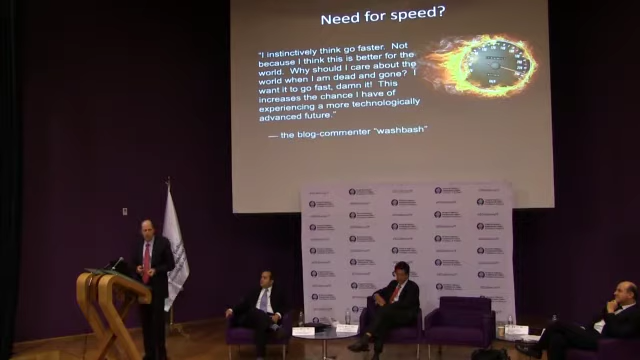 Need for speed?
"I instinctively think go faster. Not
because I think this is better for the
world. Why should I care about the
world when I am dead and gone? I
want it to go fast, damn it! This
increases the chance I have of
experiencing a more technologically
advanced future."
— the blog-commenter "washbash"